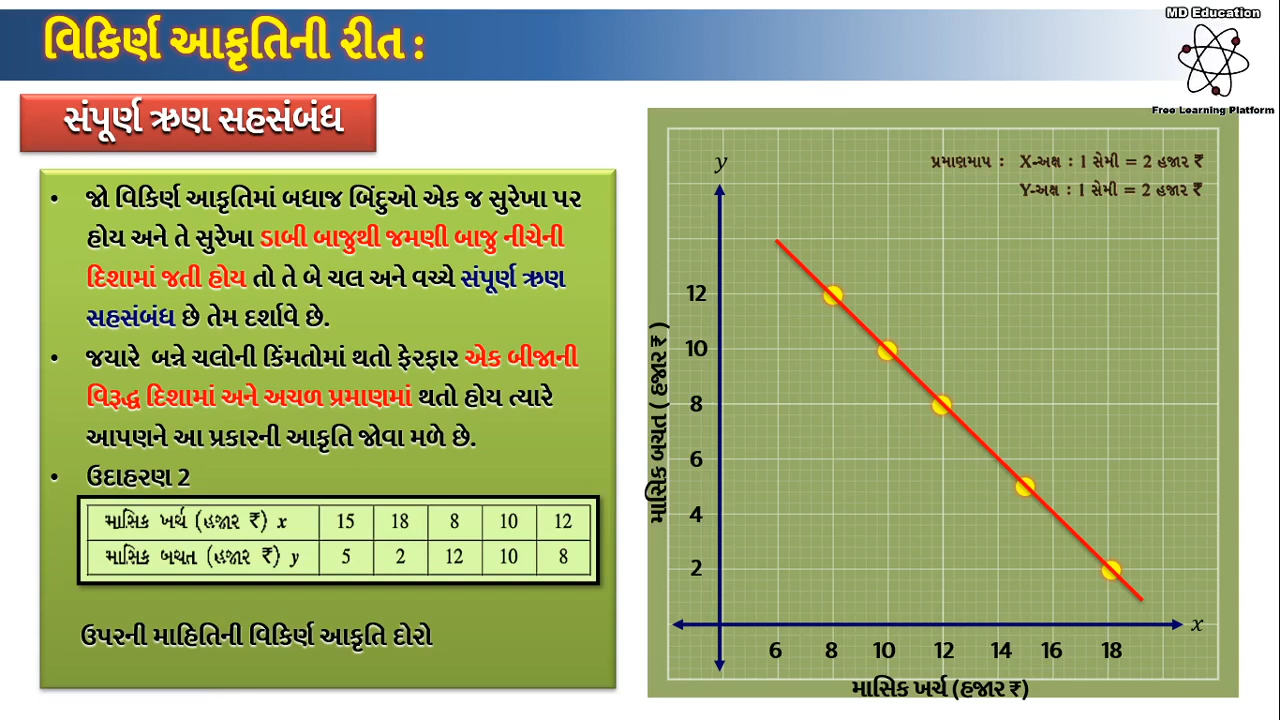 વિકિર્ણ આકૃતિની રીત :
MD Education
Free Learning Platform
સંપૂર્ણ ઋણ સહસંબંધ
• જો વિકિર્ણ આકૃતિમાં બધાજ બિંદુઓ એક જ સુરેખા પર
હોય અને તે સુરેખા ડાબી બાજુથી જમણી બાજુ નીચેની
દિશામાં જતી હોય તો તે બે ચલ અને વચ્ચે સંપૂર્ણ ઋણ
સહસંબંધ છે તેમ દર્શાવે છે.
• જયારે બન્ને ચલોની કિંમતોમાં થતો ફેરફાર એક બીજાની
વિરૂદ્ધ દિશામાં અને અચળ પ્રમાણમાં થતો હોય ત્યારે
આપણને આ પ્રકારની આકૃતિ જોવા મળે છે.
• ઉદાહરણ 2
માસિક ખર્ચ (હજાર ₹) x 15 18 8 10 12
માસિક બચત (હજાર ₹) y 5 2 12 10 8
ઉપરની માહિતિની વિકિર્ણ આકૃતિ દોરો
પ્રમાણમાપ : X-અક્ષ : 1 સેમી = 2 હજાર ₹
Y-અક્ષ : 1 સેમી = 2 હજાર ₹
y
12
10
8
6
4
2
માસિક બચત ( હજાર ₹ )
x
6 8 10 12 14 16 18
માસિક ખર્ચ (હજાર ₹)